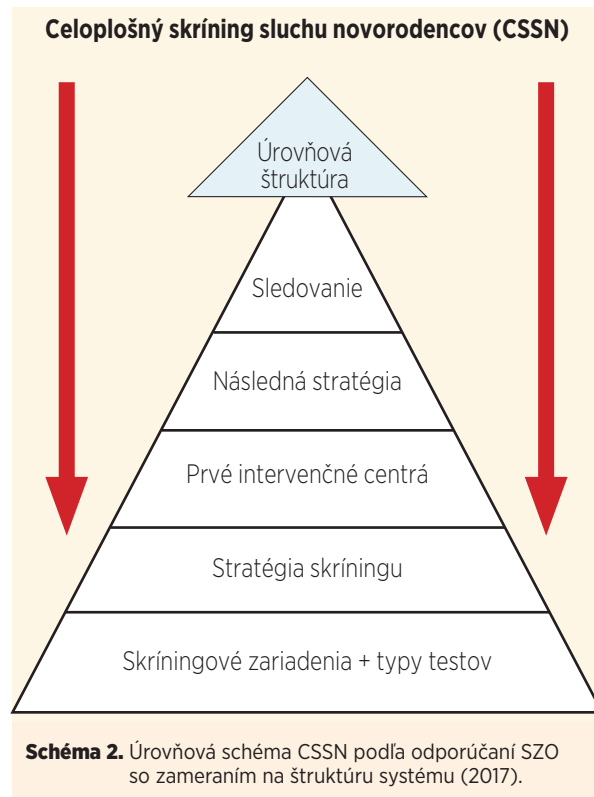 Celoplošný skríning sluchu novorodencov (CSSN)
Úrovňová
štruktúra
Sledovanie
Následná stratégia
Prvé intervenčné centrá
Stratégia skríningu
Skríningové zariadenia + typy testov
Schéma 2. Úrovňová schéma CSSN podľa odporúčaní SZO
so zameraním na štruktúru systému (2017).